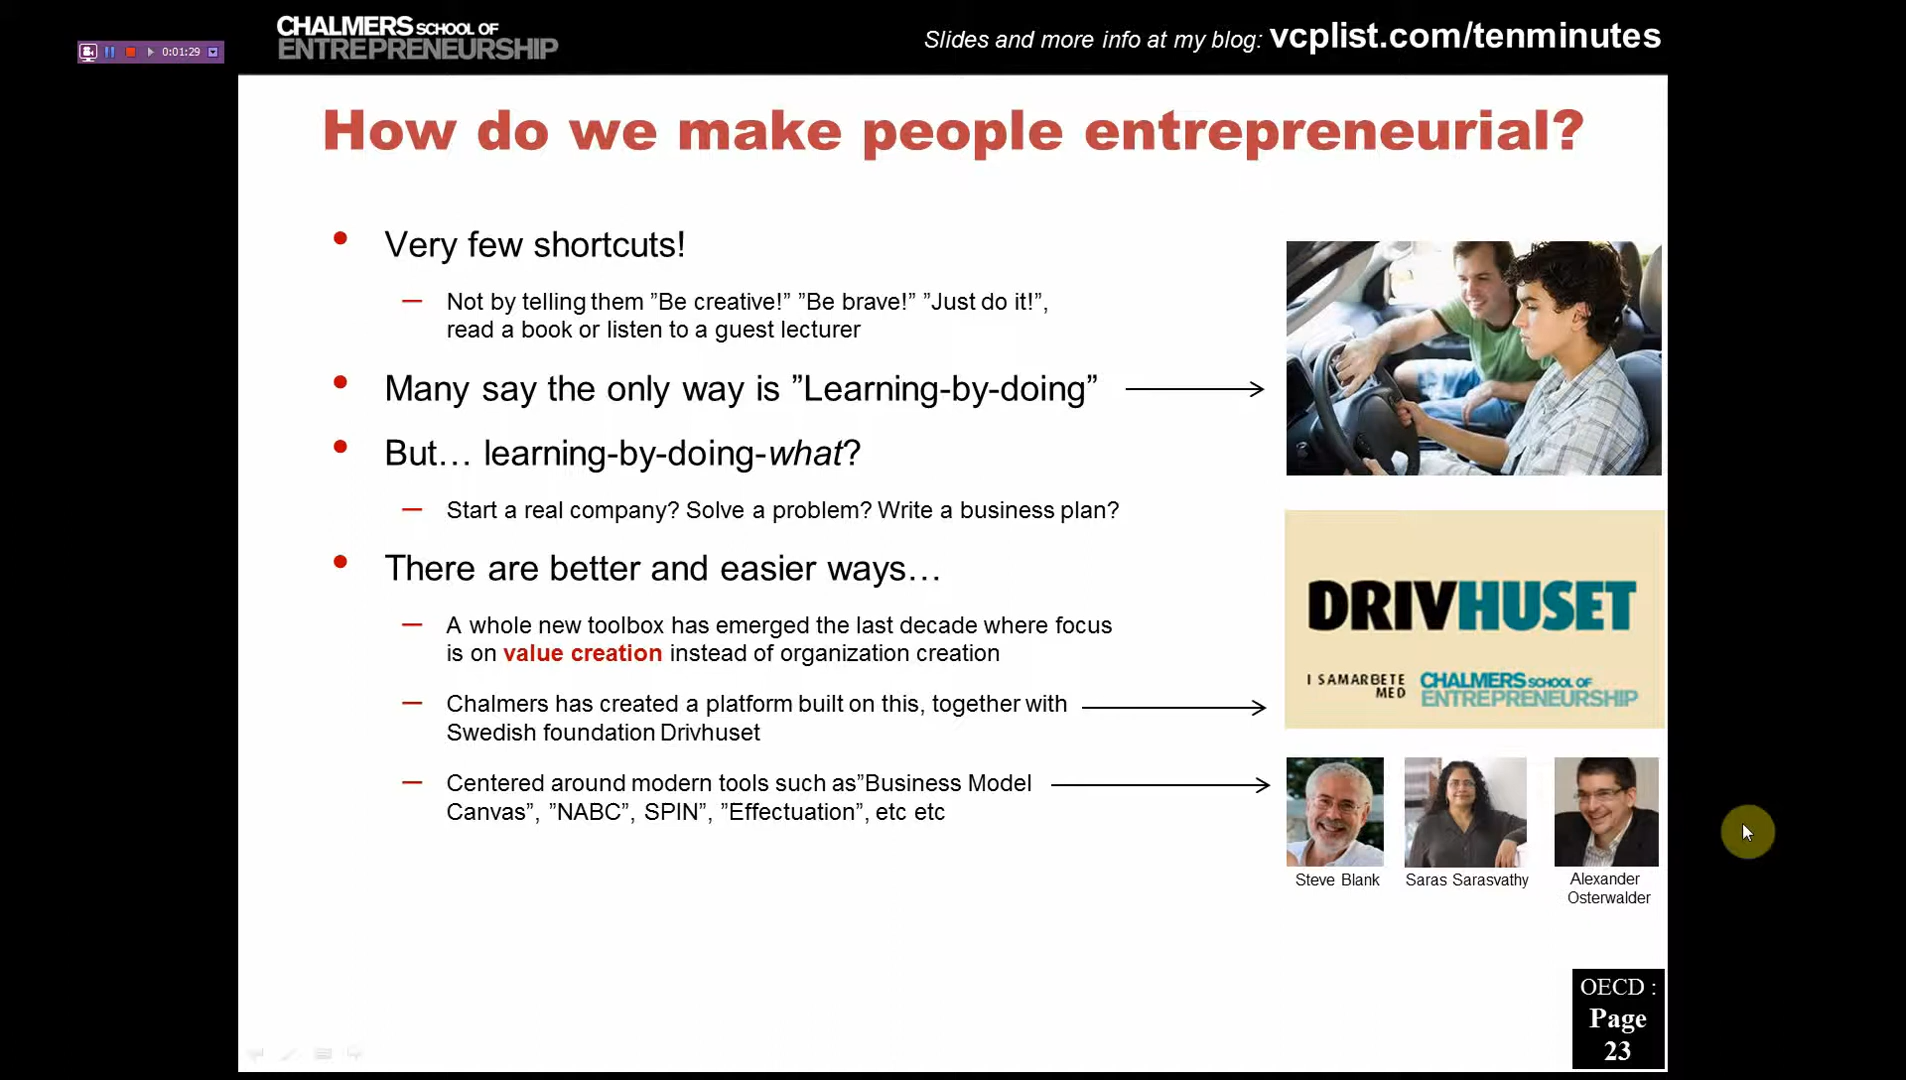 0:01:29
CHALMERS SCHOOL OF
ENTREPRENEURSHIP
Slides and more info at my blog: vcplist.com/tenminutes
How do we make people entrepreneurial?
• Very few shortcuts!
— Not by telling them ”Be creative!” ”Be brave!” ”Just do it!”,
read a book or listen to a guest lecturer
• Many say the only way is ”Learning-by-doing”
• But… learning-by-doing-what?
— Start a real company? Solve a problem? Write a business plan?
• There are better and easier ways…
— A whole new toolbox has emerged the last decade where focus
is on value creation instead of organization creation
— Chalmers has created a platform built on this, together with
Swedish foundation Drivhuset
— Centered around modern tools such as”Business Model
Canvas”, ”NABC”, SPIN”, ”Effectuation”, etc etc
DRIVHUSET
I SAMARBETE
MED
CHALMERS SCHOOL OF
ENTREPRENEURSHIP
Steve Blank
Saras Sarasvathy
Alexander
Osterwalder
OECD :
Page
23